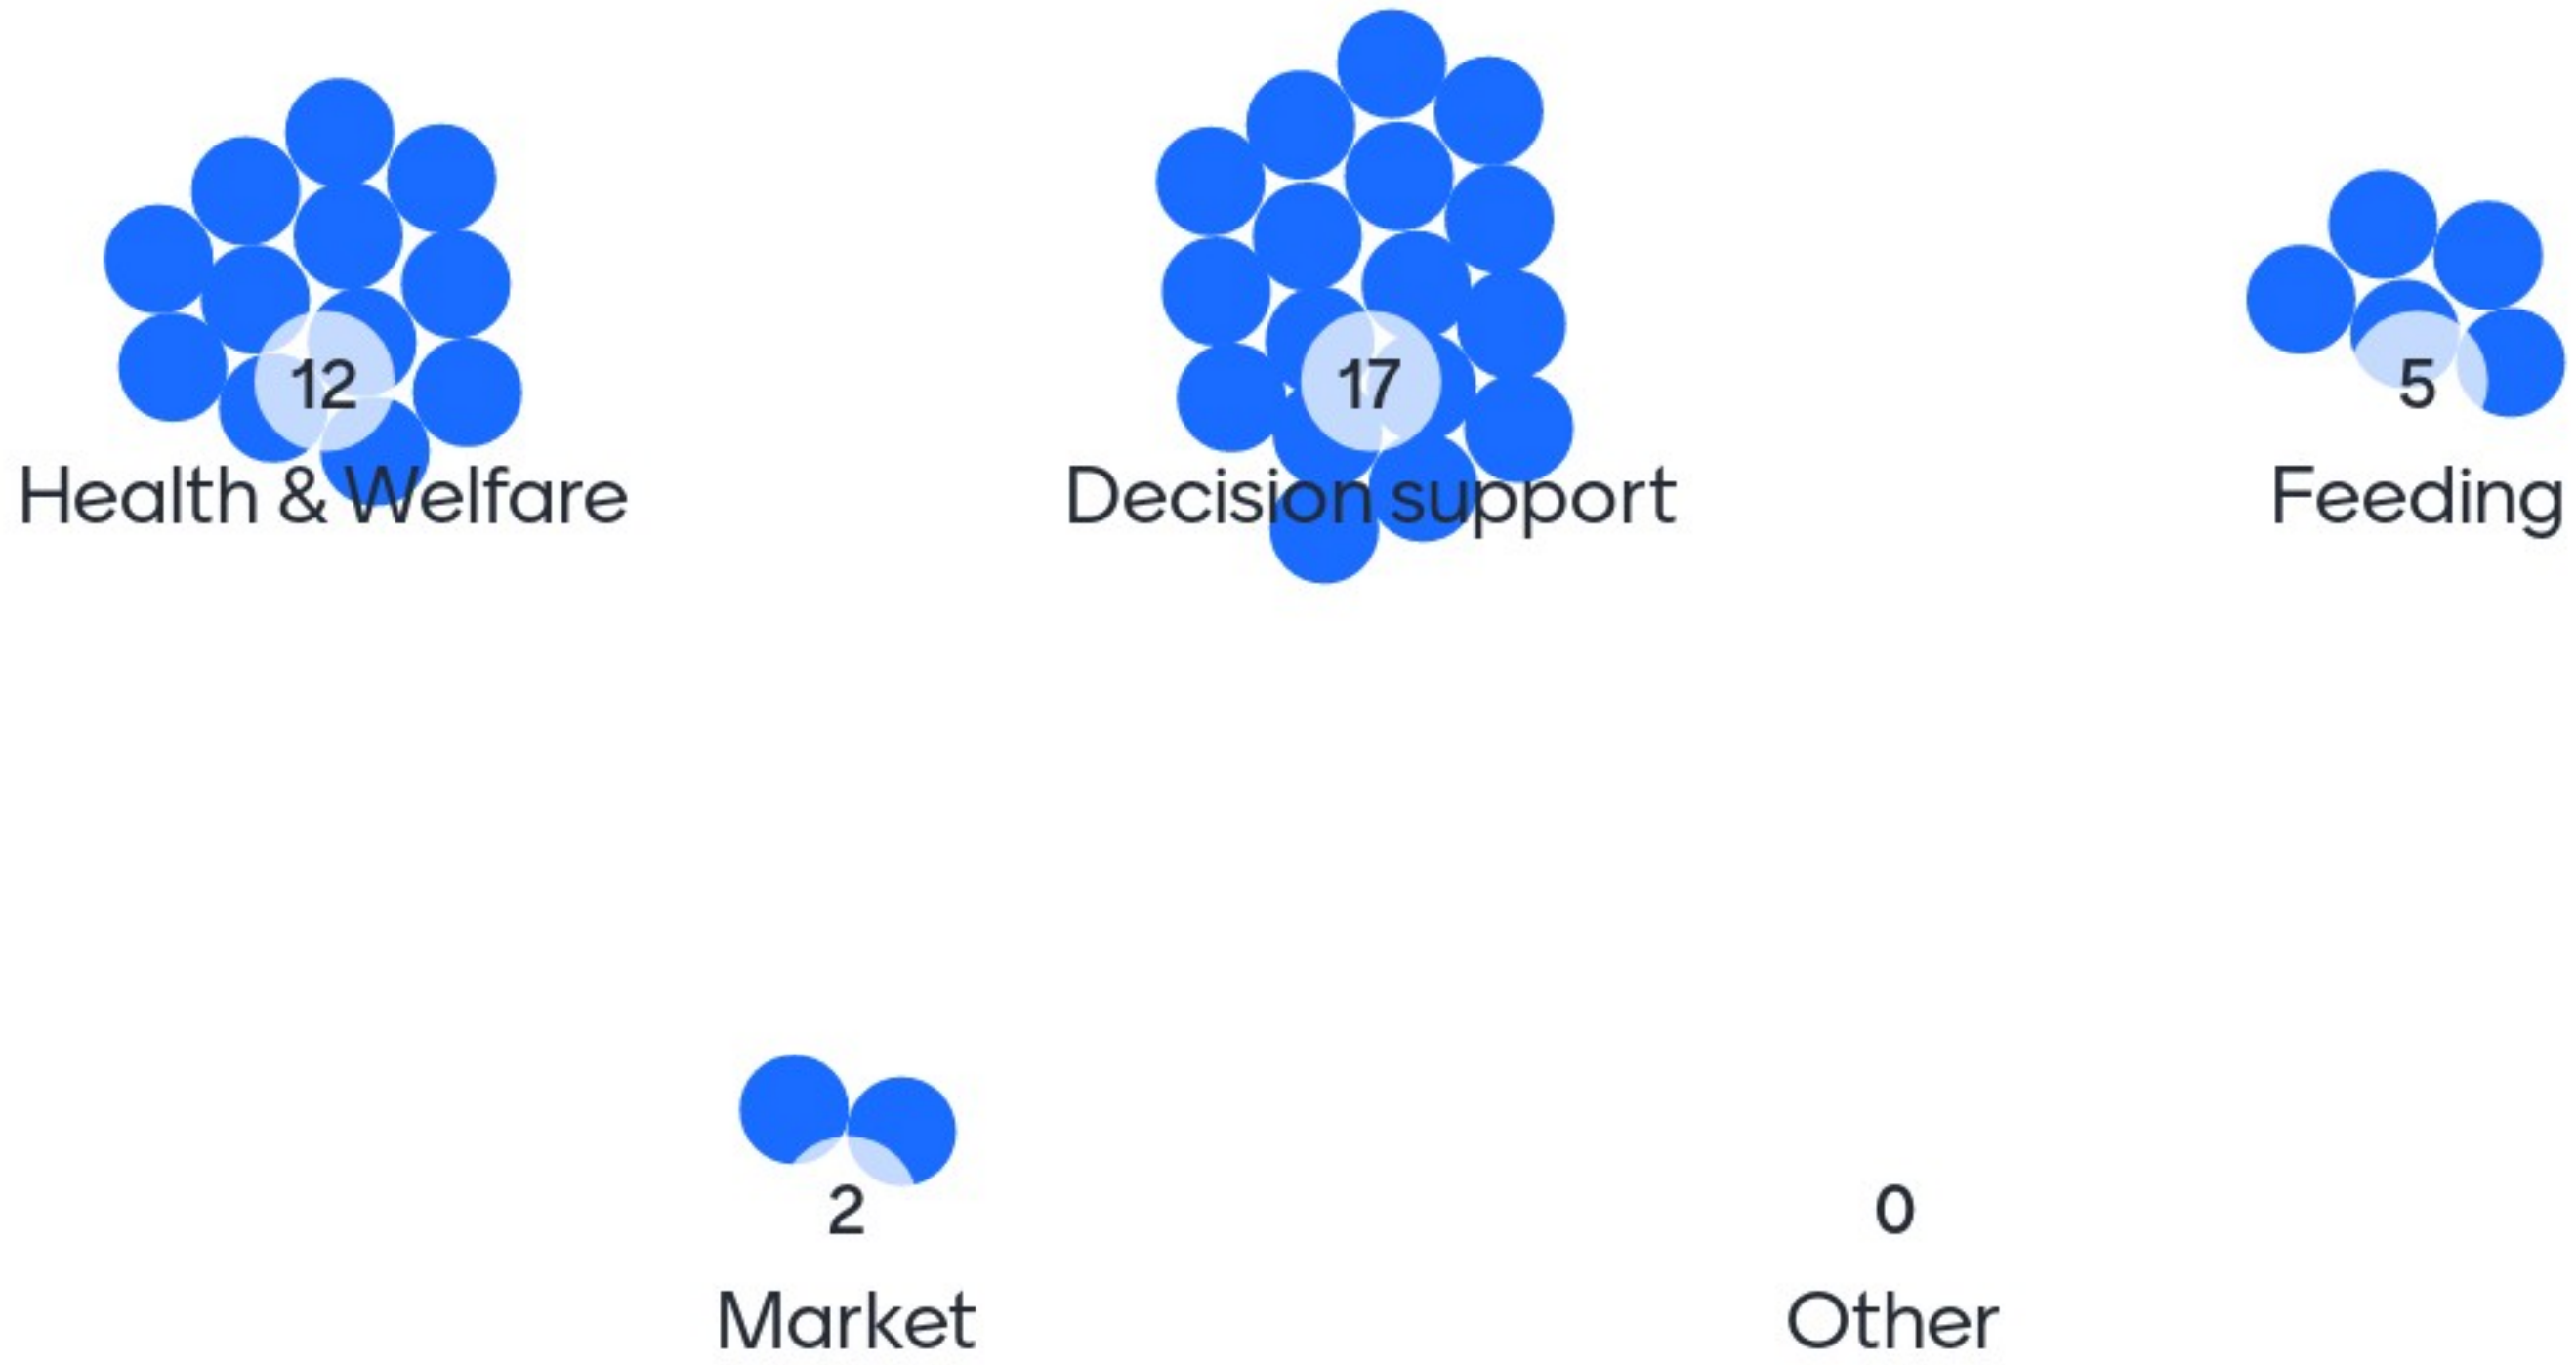 12
17
5
Health & Welfare
Decision support
Feeding
2
0
Market
Other